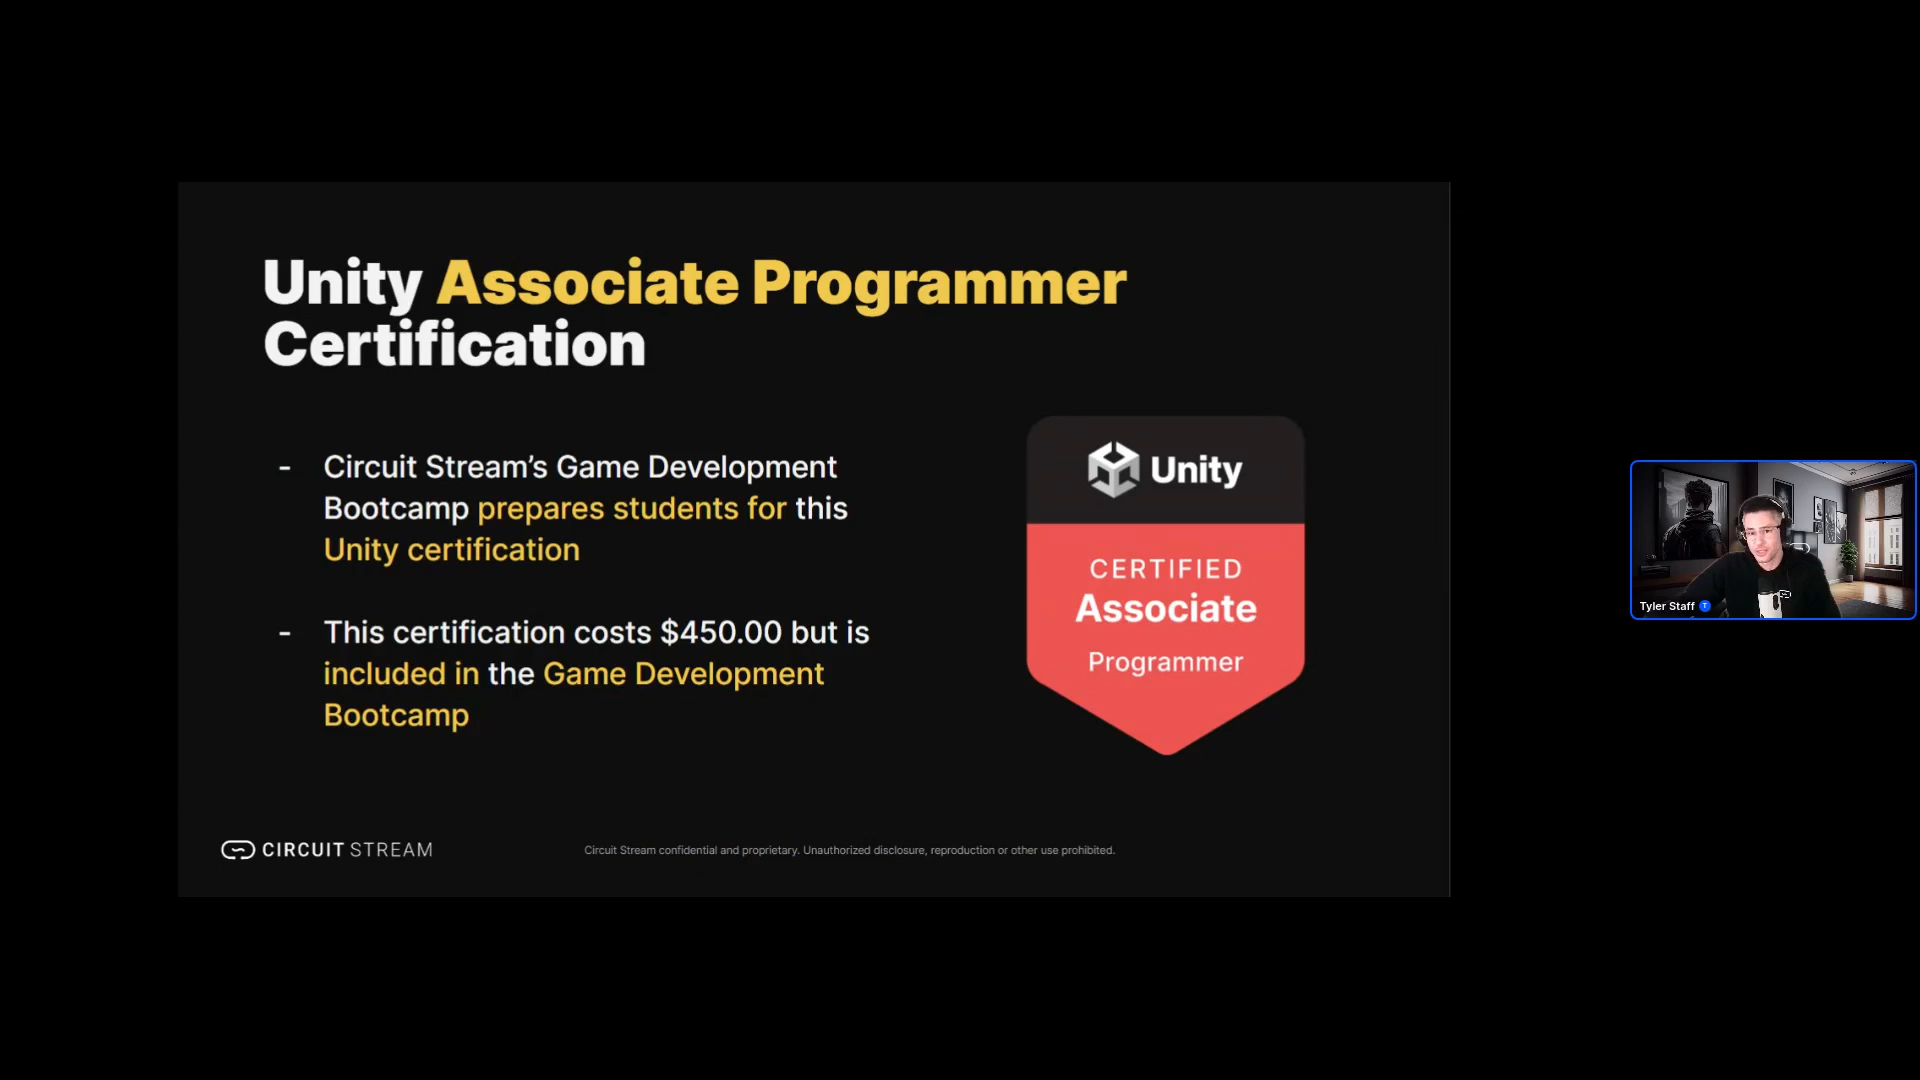 Unity Associate Programmer
Certification
- Circuit Stream's Game Development
Bootcamp prepares students for this
Unity certification
- This certification costs $450.00 but is
included in the Game Development
Bootcamp
Unity
CERTIFIED
Associate
Programmer
CIRCUIT STREAM
Circuit Stream confidential and proprietary. Unauthorized disclosure, reproduction or other use prohibited.
Tyler Staff T